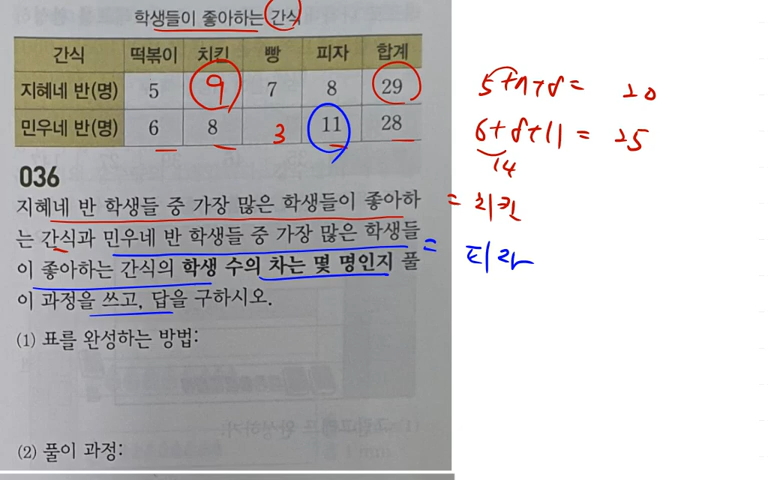 학생들이 좋아하는 간식
간식 떡볶이 치킨 빵 피자 합계
지혜네 반(명) 5 9 7 8 29
민우네 반(명) 6 8 3 11 28
5+7+8= 20
6+8+11= 25
14
036
지혜네 반 학생들 중 가장 많은 학생들이 좋아하
= 치킨
는 간식과 민우네 반 학생들 중 가장 많은 학생들
= 피자
이 좋아하는 간식의 학생 수의 차는 몇 명인지 풀
이 과정을 쓰고, 답을 구하시오.
(1) 표를 완성하는 방법:
(2) 풀이 과정: